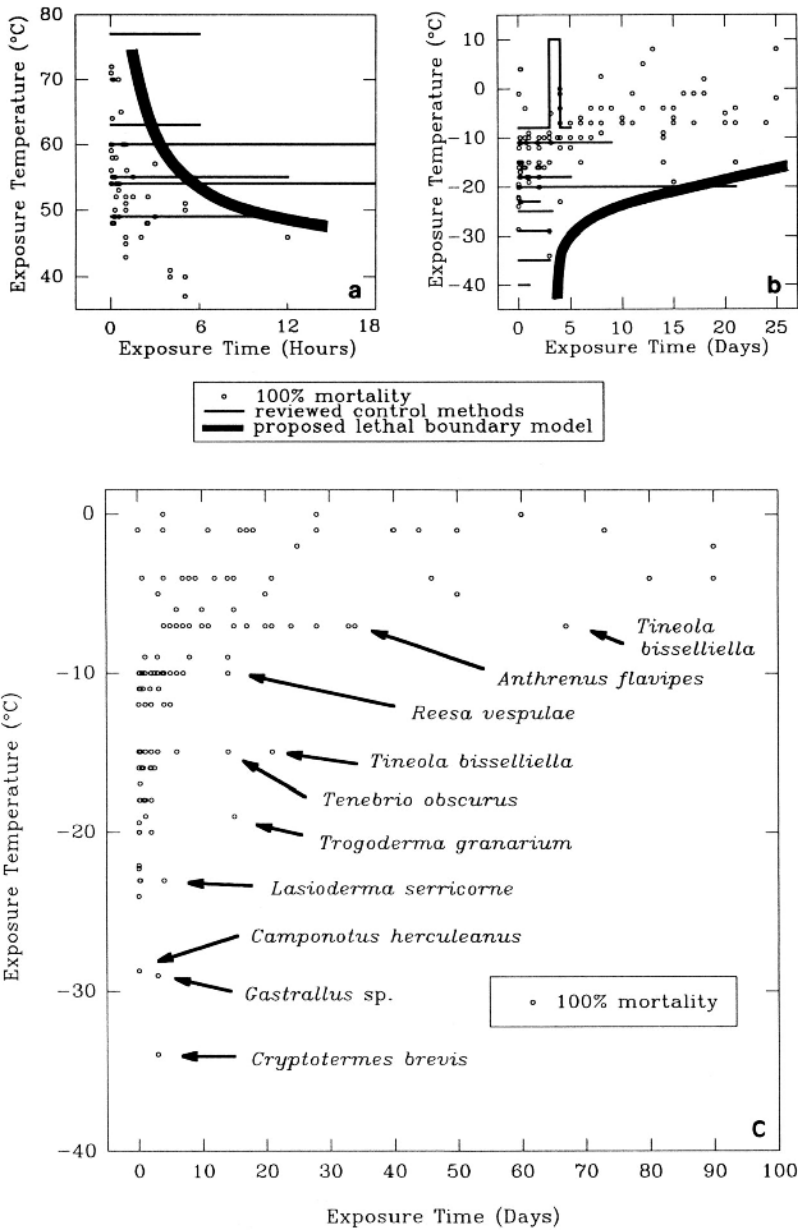 Exposure Temperature (°C)
80
70
60
50
40
0
6
12
18
Exposure Time (Hours)
a
Exposure Temperature (°C)
10
0
-10
-20
-30
-40
0
5
10
15
20
25
Exposure Time (Days)
b
100% mortality
reviewed control methods
proposed lethal boundary model
Exposure Temperature (°C)
0
-10
-20
-30
-40
Tineola
bisselliella
Anthrenus flavipes
Reesa vespulae
Tineola bisselliella
Tenebrio obscurus
Trogoderma granarium
Lasioderma serricorne
Camponotus herculeanus
Gastrallus sp.
Cryptotermes brevis
100% mortality
c
0
10
20
30
40
50
60
70
80
90
100
Exposure Time (Days)